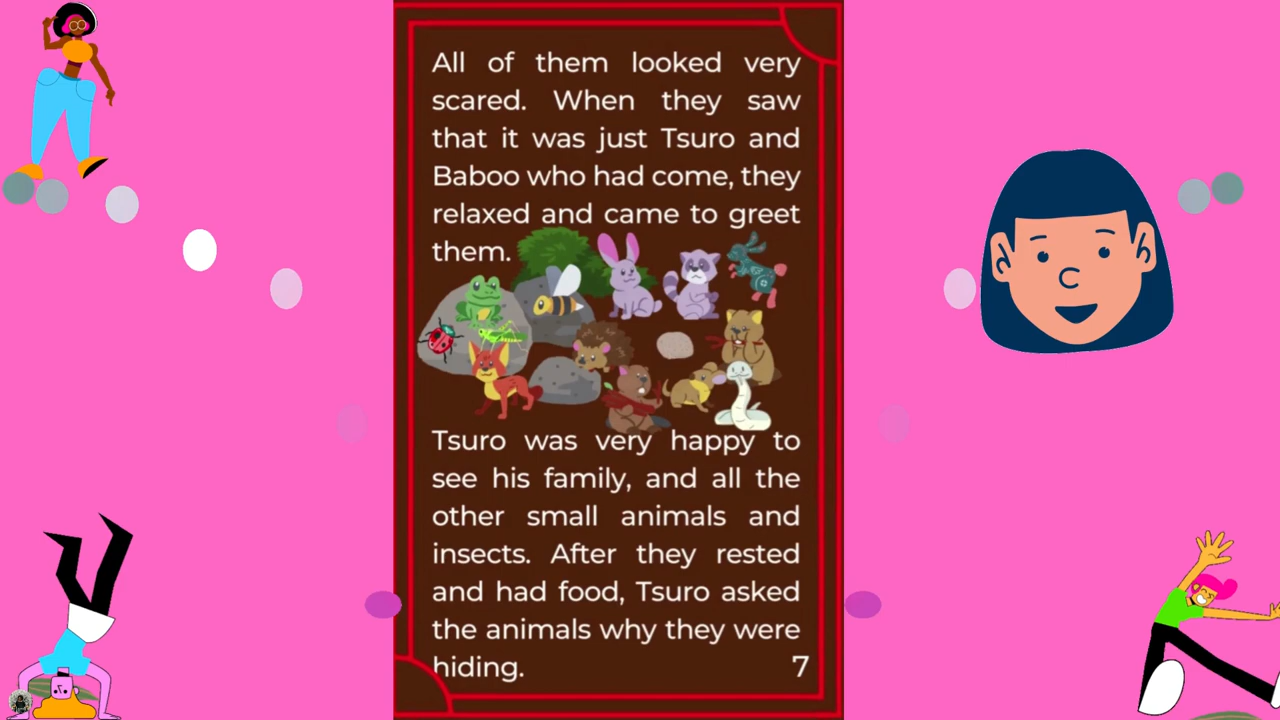 All of them looked very
scared. When they saw
that it was just Tsuro and
Baboo who had come, they
relaxed and came to greet
them.
Tsuro was very happy to
see his family, and all the
other small animals and
insects. After they rested
and had food, Tsuro asked
the animals why they were
hiding.
7